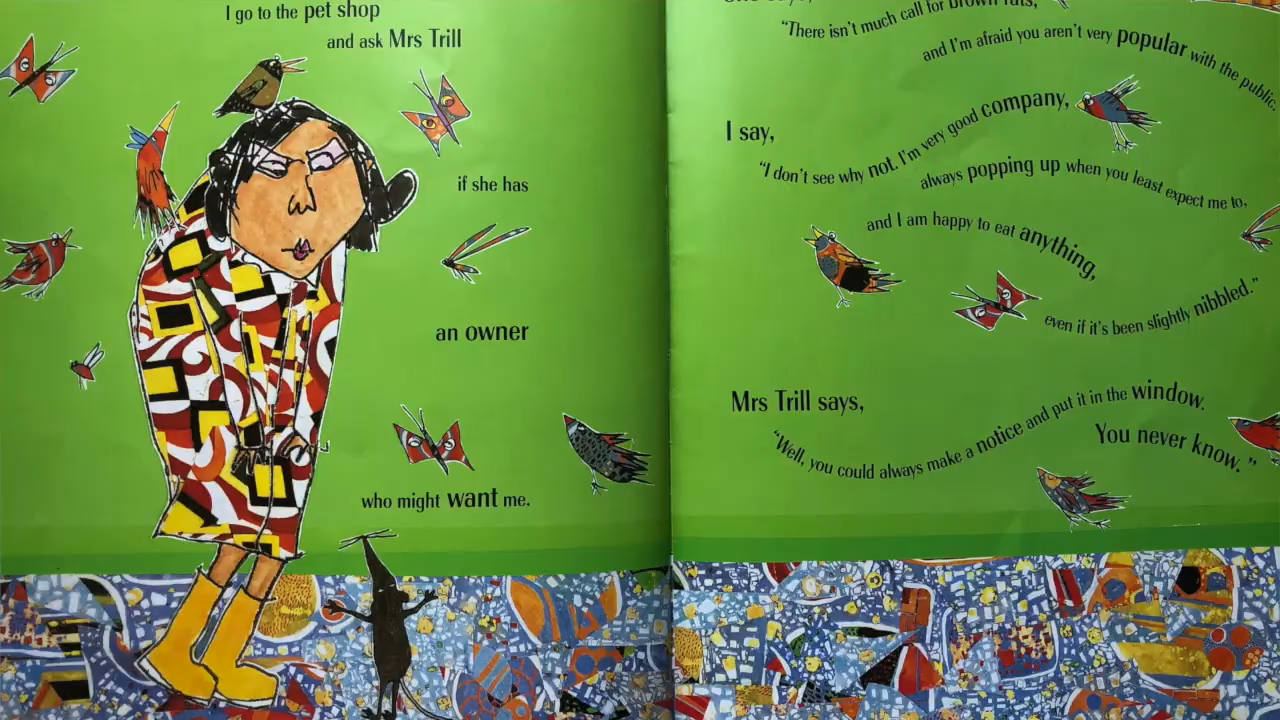 I go to the pet shop
and ask Mrs Trill
if she has
an owner
who might want me.
She says,
“There isn't much call for brown rats,
and I'm afraid you aren't very popular with the public.
I say,
“I don't see why not. I'm very good company,
always popping up when you least expect me to,
and I am happy to eat anything,
even if it's been slightly nibbled.”
Mrs Trill says,
“Well, you could always make a notice and put it in the window.
You never know.”